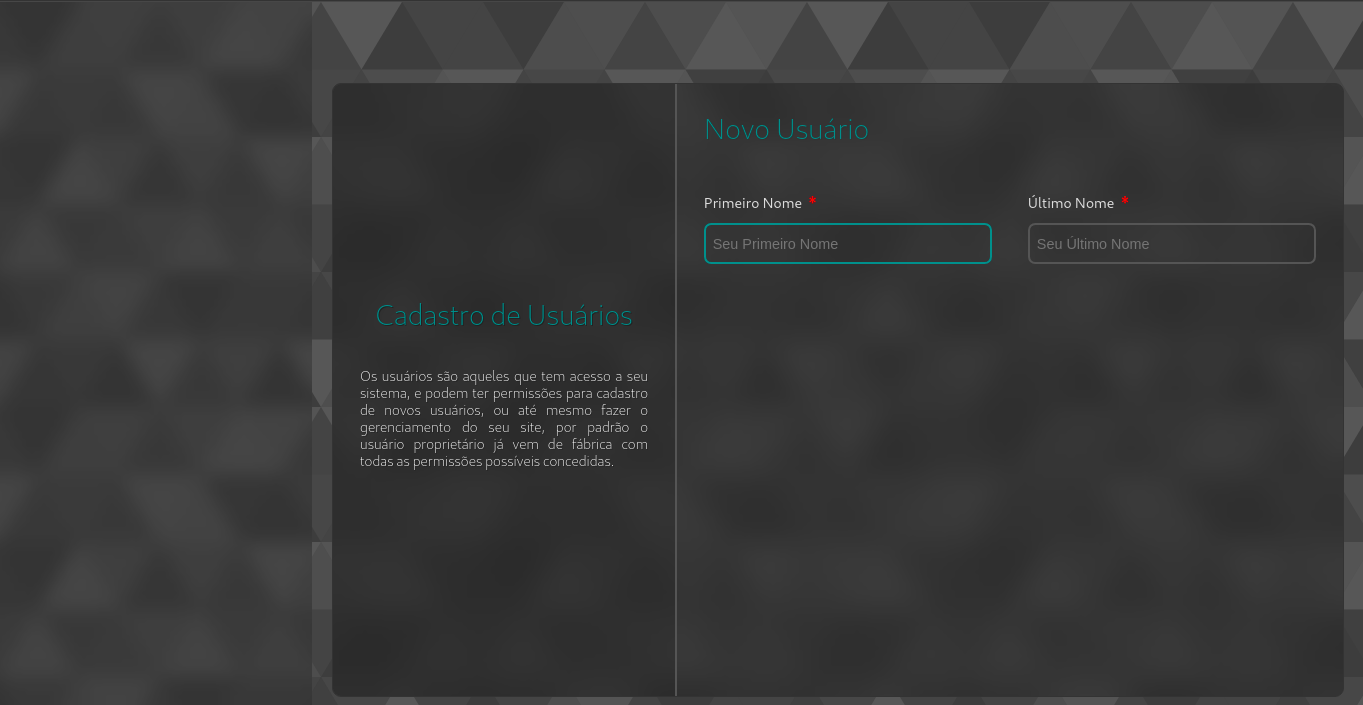 Cadastro de Usuários
Os usuários são aqueles que tem acesso a seu
sistema, e podem ter permissões para cadastro
de novos usuários, ou até mesmo fazer o
gerenciamento do seu site, por padrão o
usuário proprietário já vem de fábrica com
todas as permissões possíveis concedidas.
Novo Usuário
Primeiro Nome *
Seu Primeiro Nome
Último Nome *
Seu Último Nome